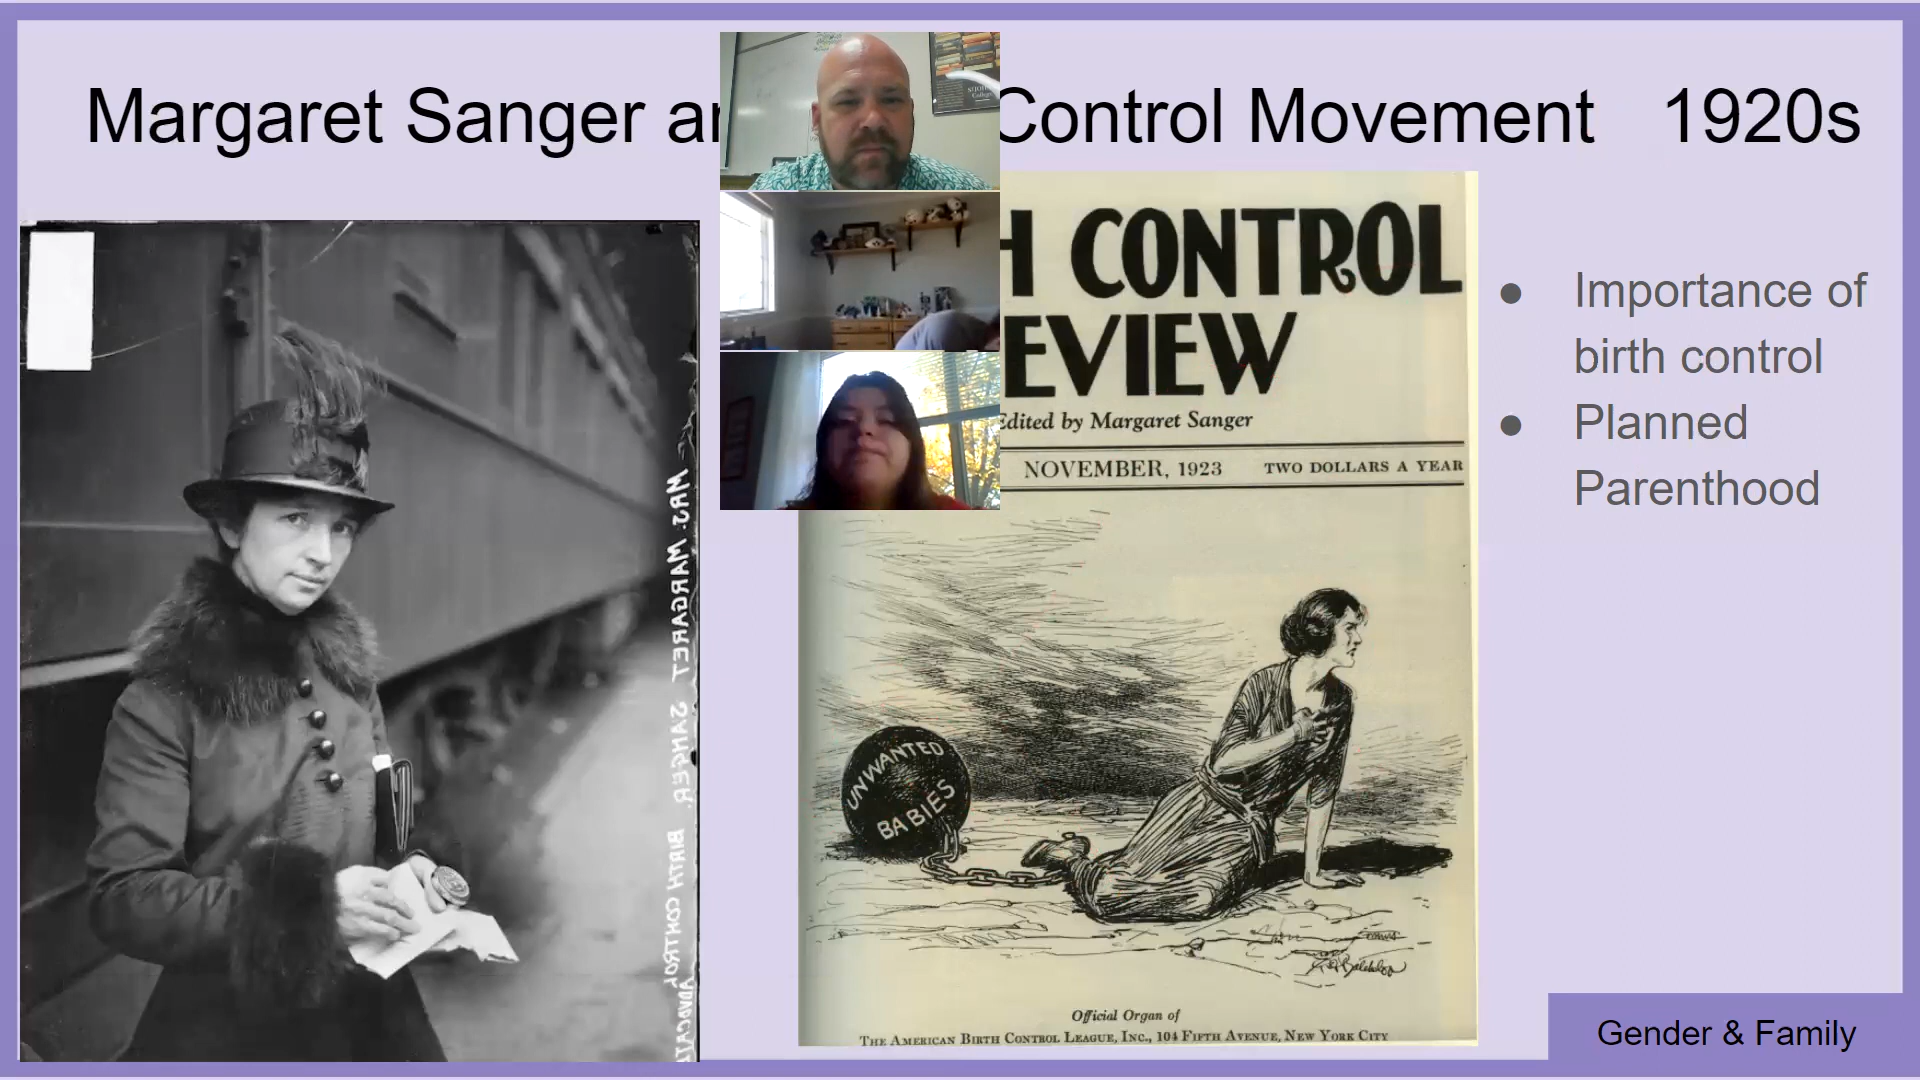 Margaret Sanger an Control Movement 1920s
MRS. MARGARET SANGER. BIRTH CONTROL
H CONTROL
EVIEW
Edited by Margaret Sanger
NOVEMBER, 1923 TWO DOLLARS A YEAR
UNWANTED
BABIES
Official Organ of
THE AMERICAN BIRTH CONTROL LEAGUE, INC., 104 FIFTH AVENUE, NEW YORK CITY
● Importance of
birth control
● Planned
Parenthood
Gender & Family